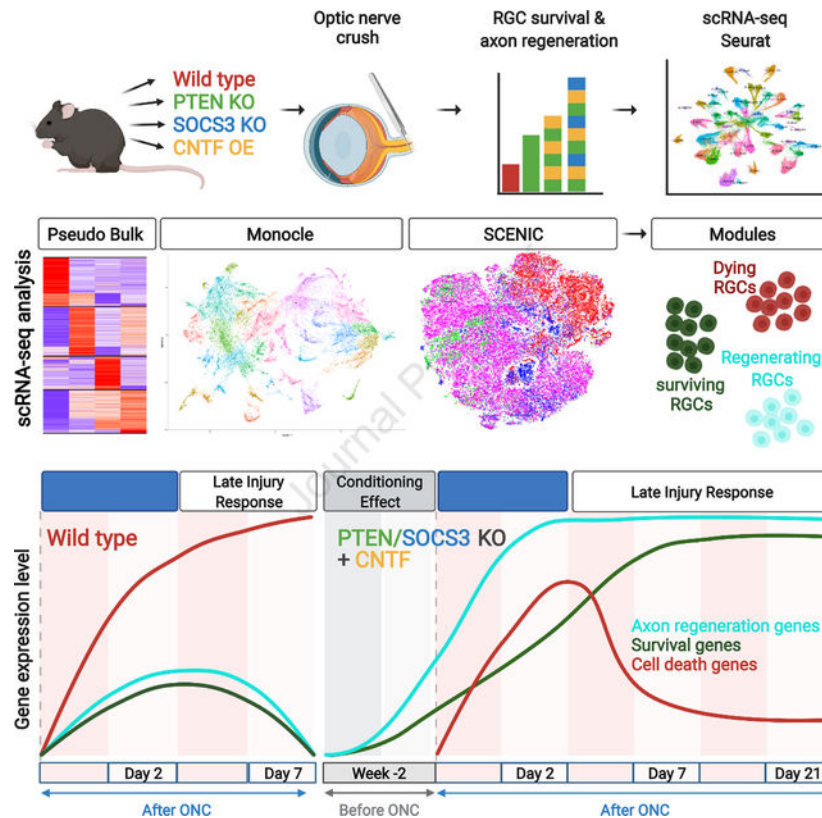 Optic nerve
crush
RGC survival &
axon regeneration
scRNA-seq
Seurat
Wild type
PTEN KO
SOCS3 KO
CNTF OE
scRNA-seq analysis
Pseudo Bulk
Monocle
SCENIC
Modules
Dying
RGCs
surviving
RGCs
Regenerating
RGCs
Journal P
Late Injury
Response
Conditioning
Effect
Late Injury Response
Gene expression level
Wild type
PTEN/SOCS3 KO
+ CNTF
Axon regeneration genes
Survival genes
Cell death genes
Day 2
Day 7
Week -2
Day 2
Day 7
Day 21
After ONC
Before ONC
After ONC